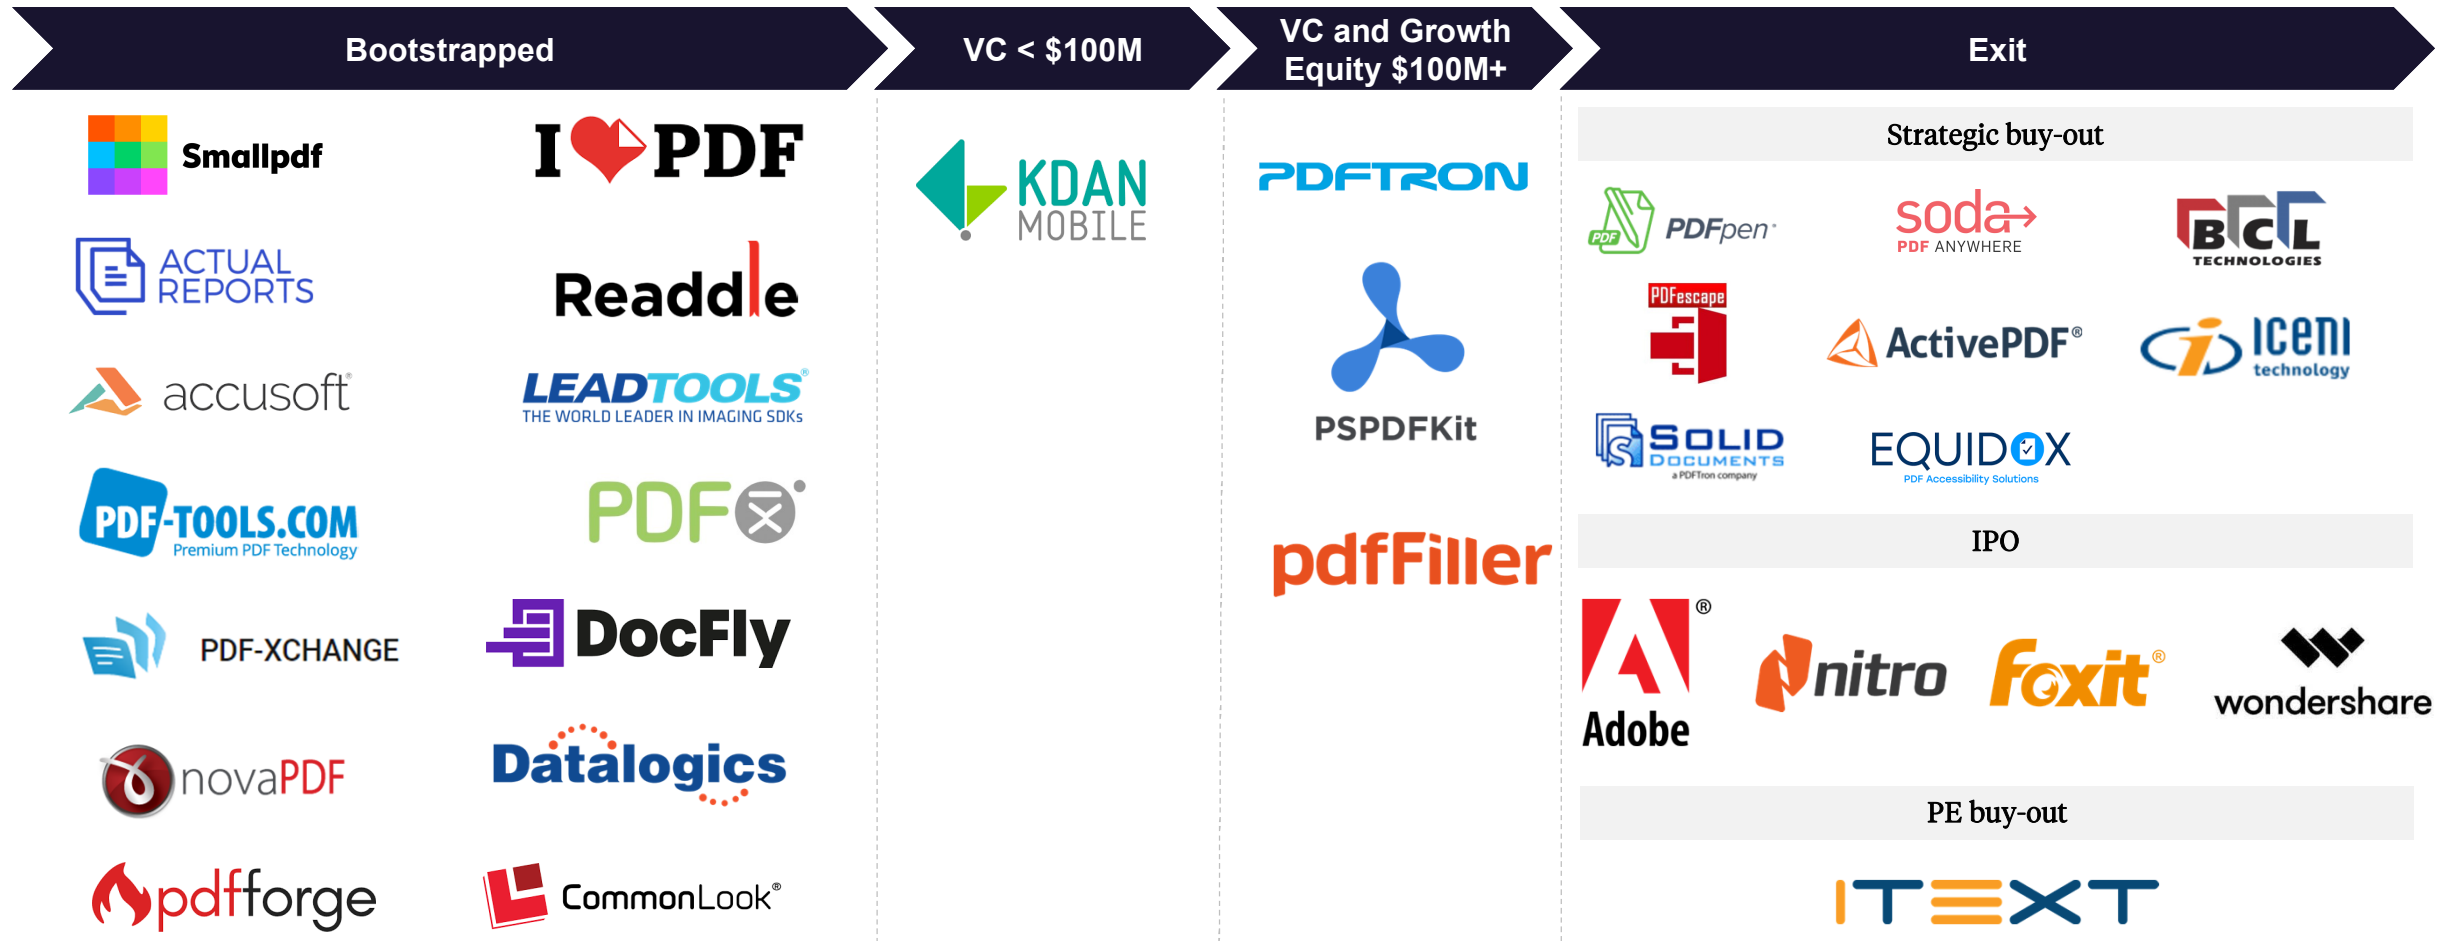 Bootstrapped
VC < $100M
VC and Growth
Equity $100M+
Exit
Smallpdf
I PDF
ACTUAL
REPORTS
Readdle
accusoft®
LEADTOOLS®
THE WORLD LEADER IN IMAGING SDKs
PDF-TOOLS.COM
Premium PDF Technology
PDF
PDF-XCHANGE
DocFly
novaPDF
Datalogics
pdfforge
CommonLook®
KDAN
MOBILE
PDFTRON
PSPDFKit
pdfFiller
Strategic buy-out
PDF
PDFpen
soda
PDF ANYWHERE
BCL
TECHNOLOGIES
PDFescape
ActivePDF®
iceni
technology
SOLID
DOCUMENTS
a PDFTron company
EQUIDOX
PDF Accessibility Solutions
IPO
®
Adobe
nitro
foxit®
wondershare
PE buy-out
ITEXT